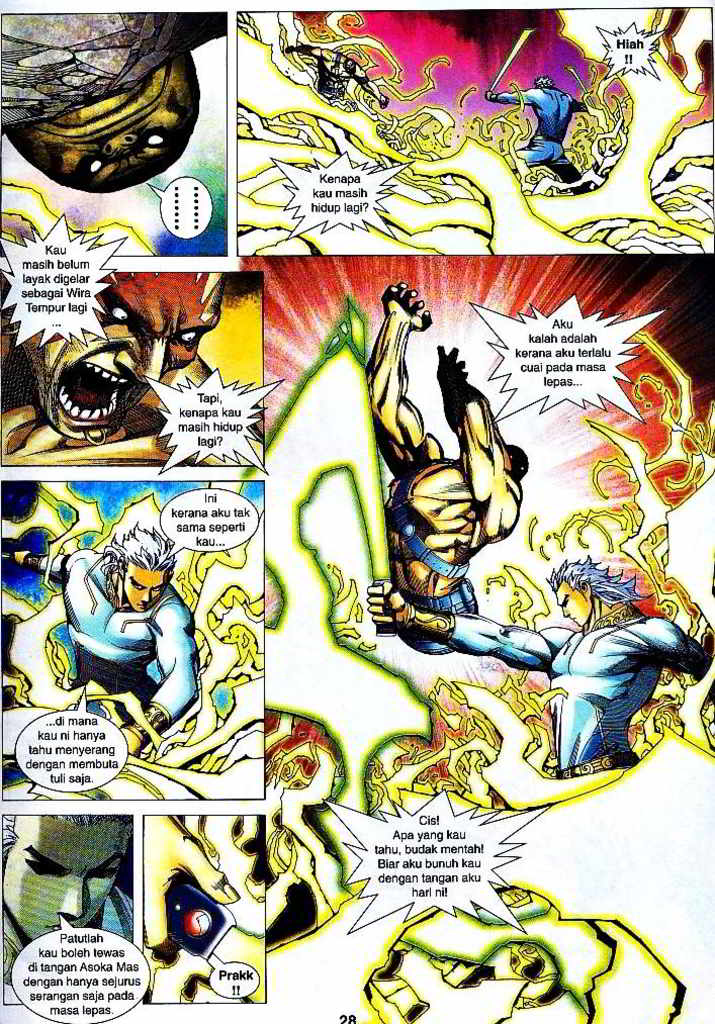 Hiah
!!
Kenapa
kau masih
hidup lagi?
Kau
masih belum
layak digelar
sebagai Wira
Tempur lagi
...
Tapi,
kenapa kau
masih hidup
lagi?
Aku
kalah adalah
kerana aku terlalu
cuai pada masa
lepas...
Ini
kerana aku tak
sama seperti
kau...
...di mana
kau ni hanya
tahu menyerang
dengan membuta
tuli saja.
Cis!
Apa yang kau
tahu, budak mentah!
Biar aku bunuh kau
dengan tangan aku
hari ni!
Patutlah
kau boleh tewas
di tangan Asoka Mas
dengan hanya sejurus
serangan saja pada
masa lepas.
Prakk
!!
28